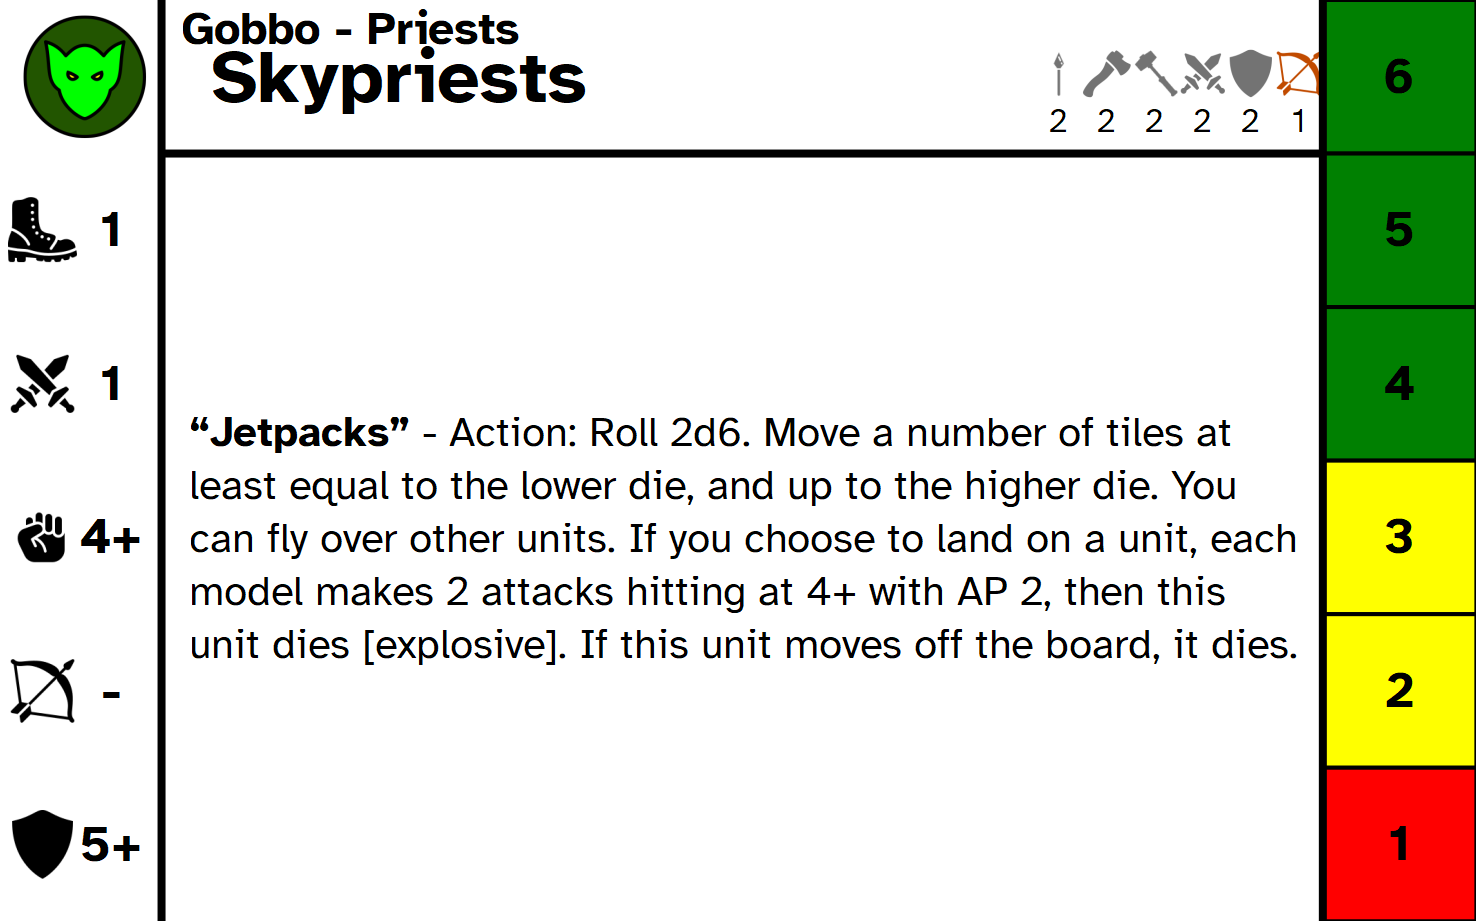 Gobbo - Priests
Skypriests
2 2 2 2 2 1
1
1
4+
-
5+
“Jetpacks” - Action: Roll 2d6. Move a number of tiles at
least equal to the lower die, and up to the higher die. You
can fly over other units. If you choose to land on a unit, each
model makes 2 attacks hitting at 4+ with AP 2, then this
unit dies [explosive]. If this unit moves off the board, it dies.
6
5
4
3
2
1